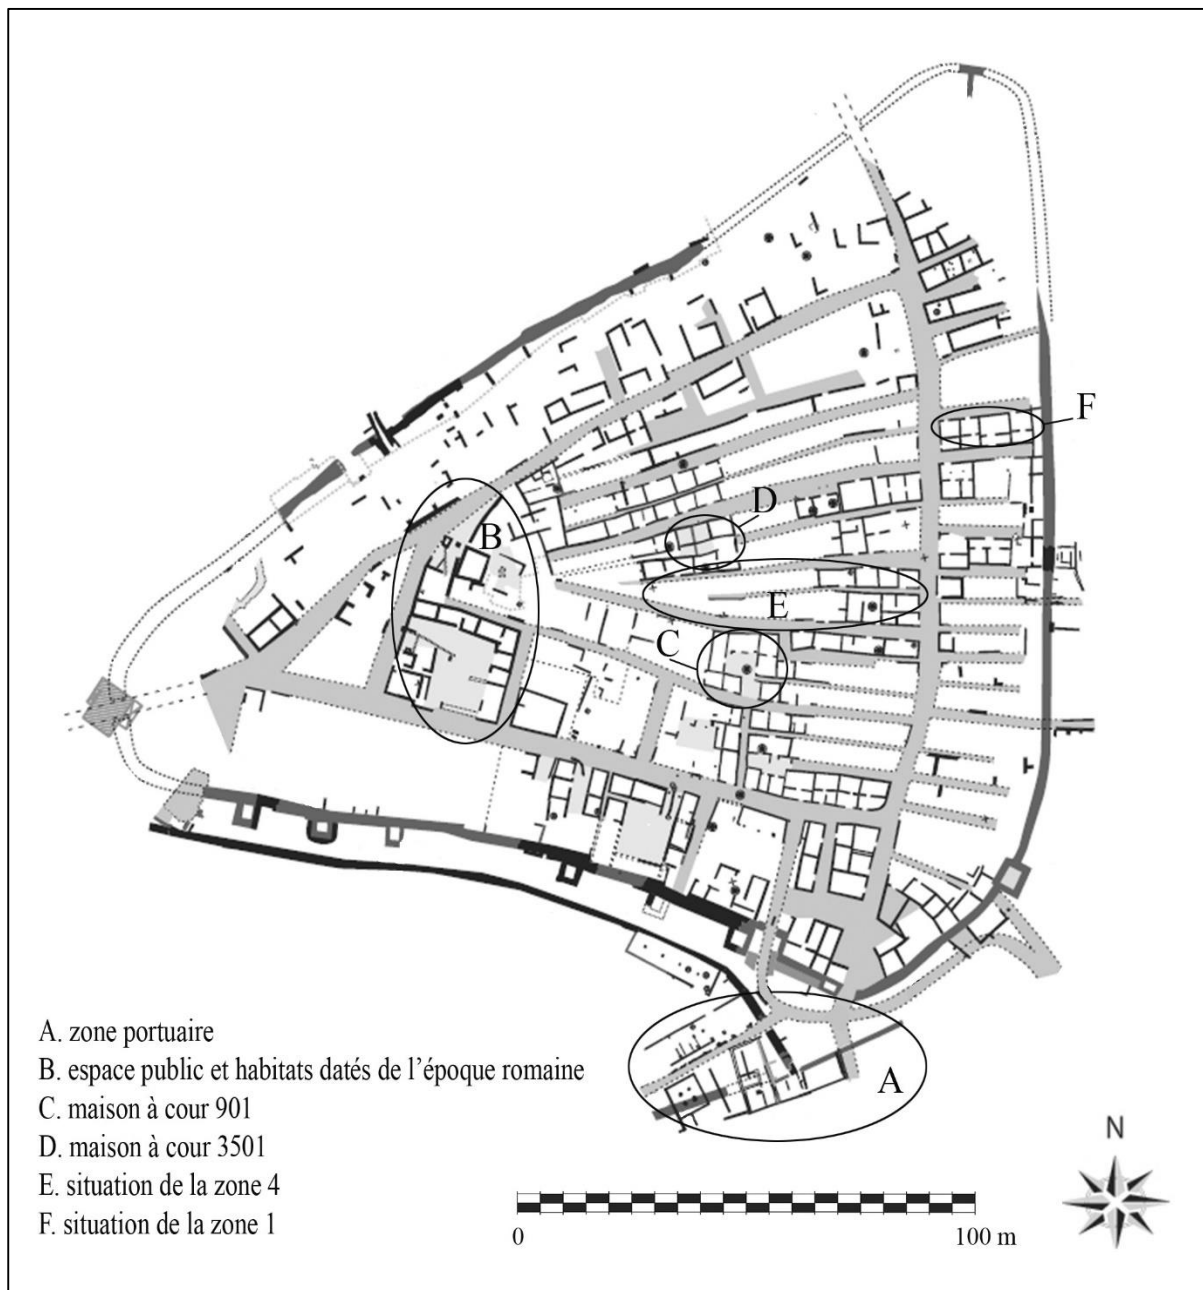 F
D
B
E
C
A
A. zone portuaire
B. espace public et habitats datés de l’époque romaine
C. maison à cour 901
D. maison à cour 3501
E. situation de la zone 4
F. situation de la zone 1
N
0 100 m